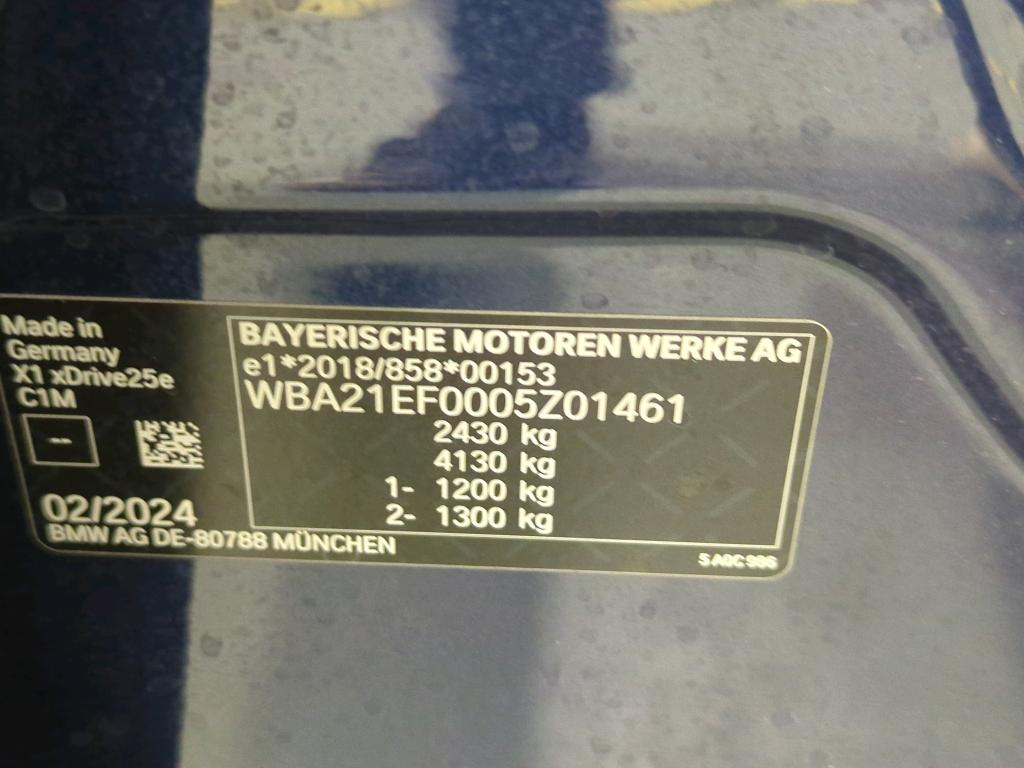 Made in
Germany
X1 xDrive25e
C1M
--
02/2024
BAYERISCHE MOTOREN WERKE AG
e1*2018/858*00153
WBA21EF0005Z01461
2430 kg
4130 kg
1- 1200 kg
2- 1300 kg
BMW AG DE-80788 MÜNCHEN